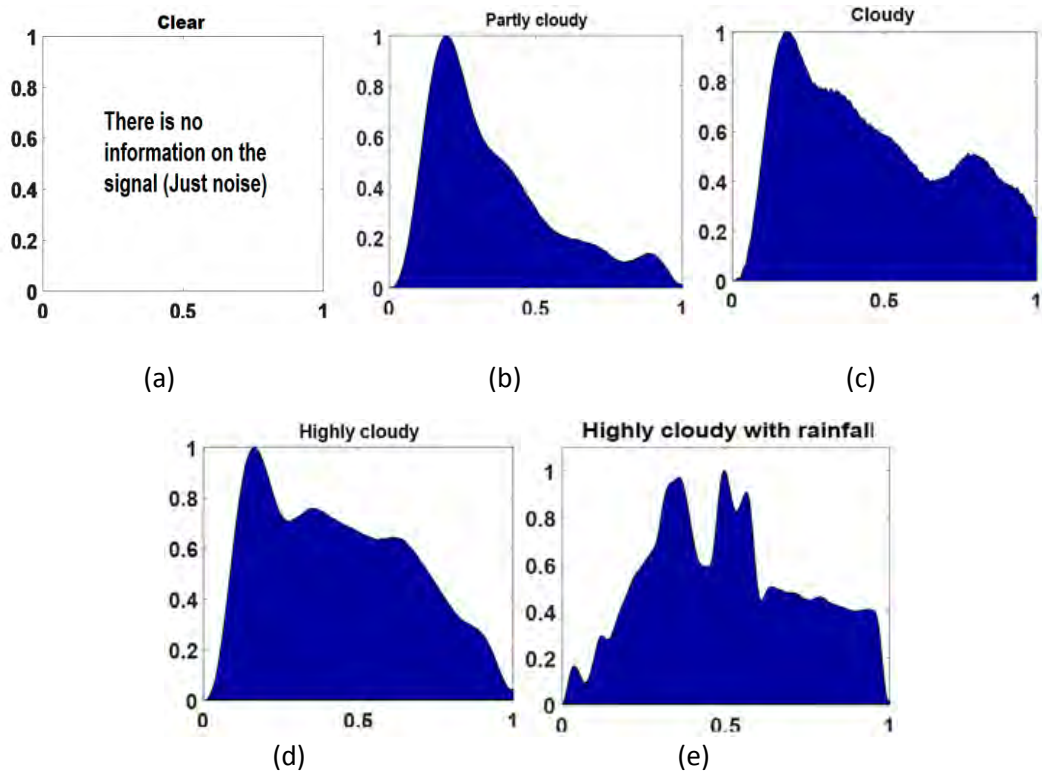 Clear
1
0.8
0.6
0.4
0.2
0
There is no
information on the
signal (Just noise)
0 0.5 1
(a)
Partly cloudy
1
0.8
0.6
0.4
0.2
0
0 0.5 1
(b)
Cloudy
1
0.8
0.6
0.4
0.2
0
0 0.5 1
(c)
Highly cloudy
1
0.8
0.6
0.4
0.2
0
0 0.5 1
(d)
Highly cloudy with rainfall
1
0.8
0.6
0.4
0.2
0
0 0.5 1
(e)